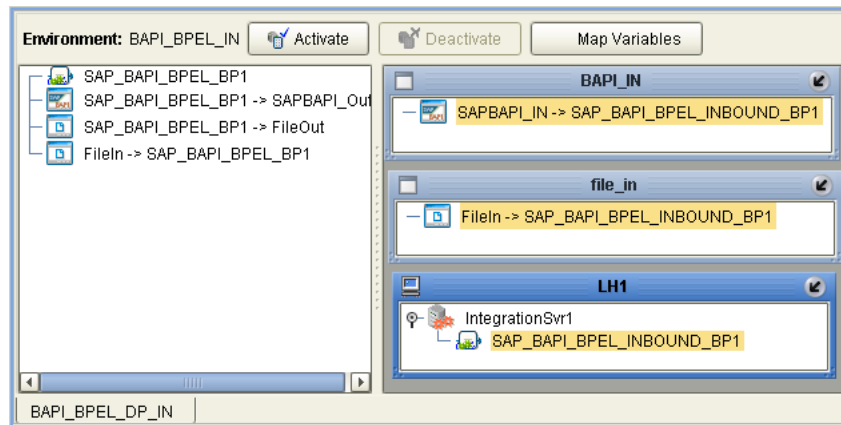 Environment: BAPI_BPEL_IN Activate Deactivate Map Variables
SAP_BAPI_BPEL_BP1
SAP_BAPI_BPEL_BP1 -> SAPBAPI_Out
SAP_BAPI_BPEL_BP1 -> FileOut
FileIn -> SAP_BAPI_BPEL_BP1
BAPI_IN
SAPBAPI_IN -> SAP_BAPI_BPEL_INBOUND_BP1
file_in
FileIn -> SAP_BAPI_BPEL_INBOUND_BP1
LH1
IntegrationSvr1
SAP_BAPI_BPEL_INBOUND_BP1
BAPI_BPEL_DP_IN